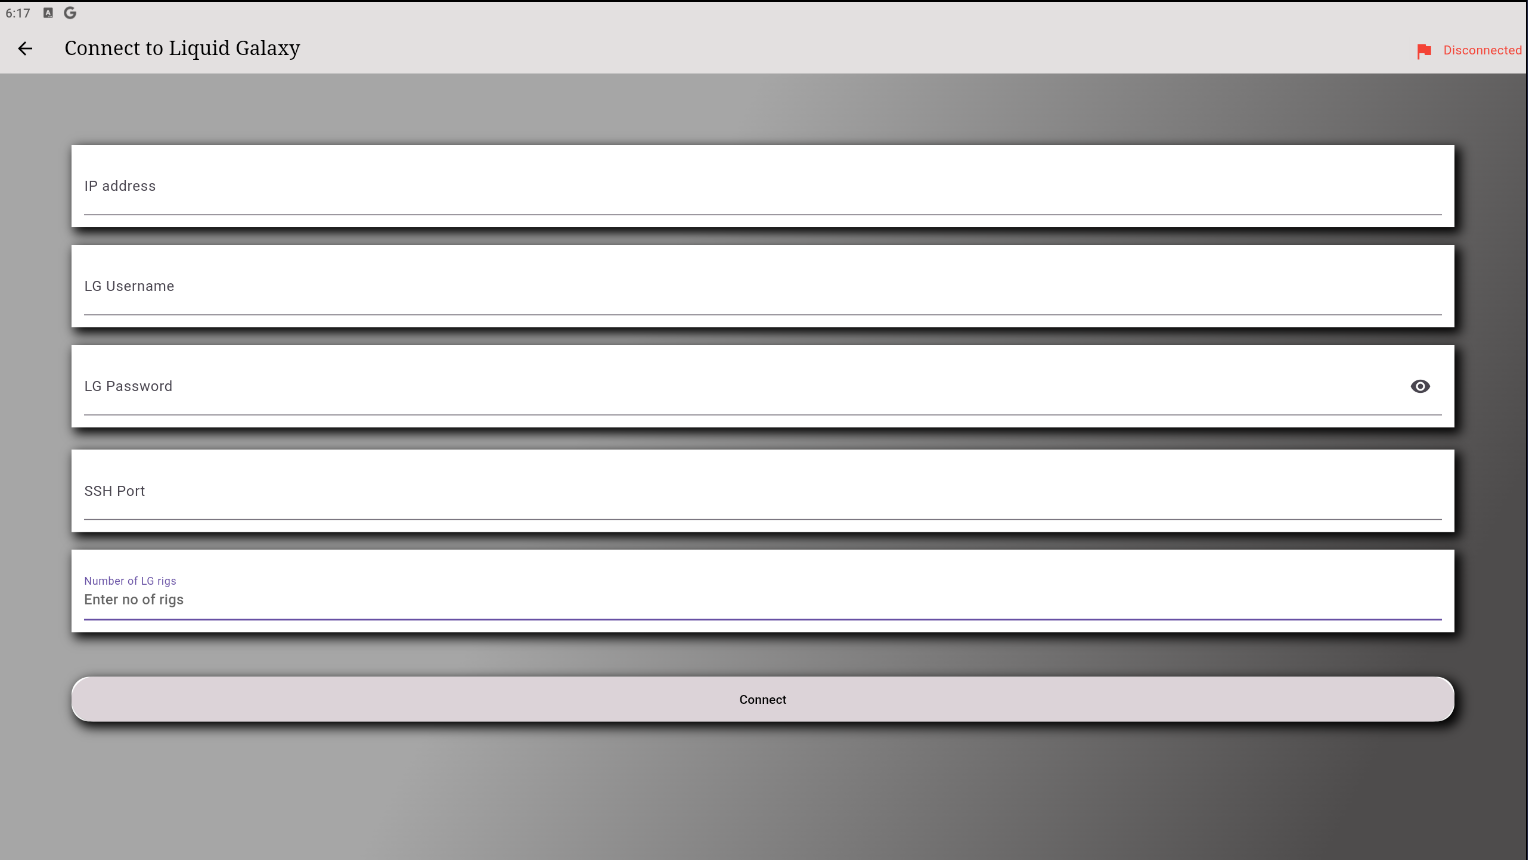 6:17
Connect to Liquid Galaxy
Disconnected
IP address
LG Username
LG Password
SSH Port
Number of LG rigs
Enter no of rigs
Connect